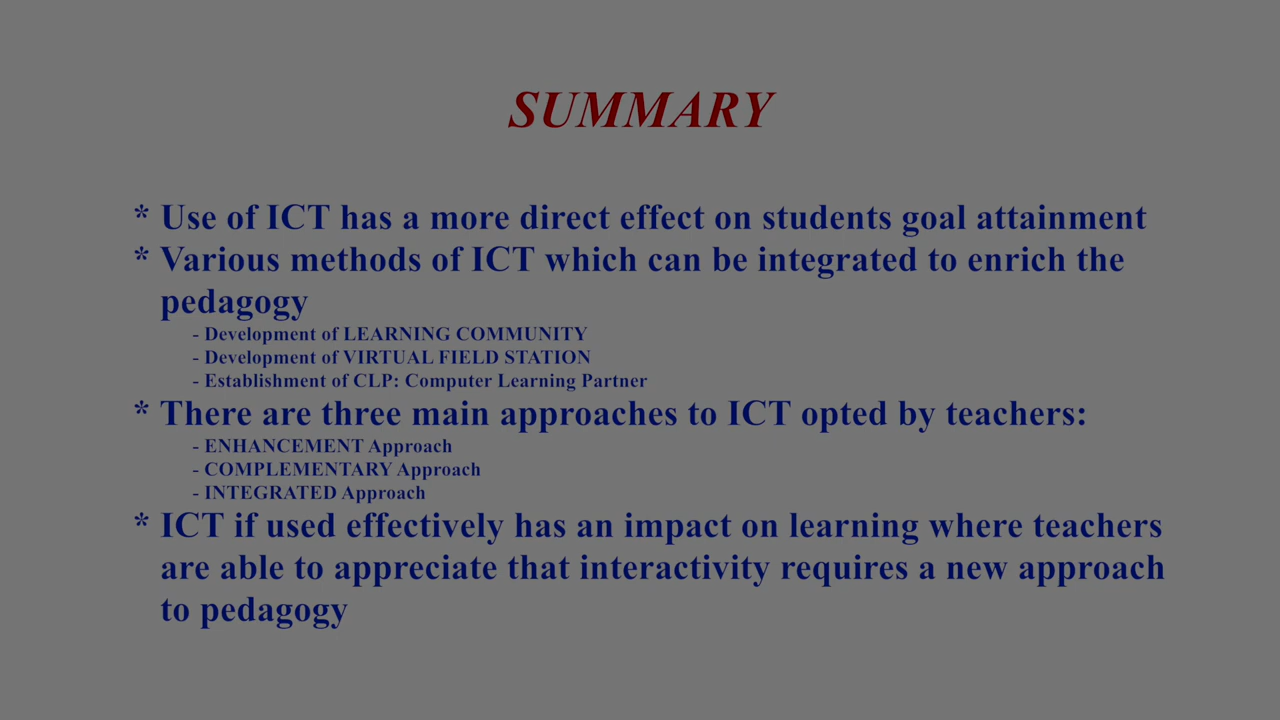 SUMMARY
* Use of ICT has a more direct effect on students goal attainment
* Various methods of ICT which can be integrated to enrich the
pedagogy
- Development of LEARNING COMMUNITY
- Development of VIRTUAL FIELD STATION
- Establishment of CLP: Computer Learning Partner
* There are three main approaches to ICT opted by teachers:
- ENHANCEMENT Approach
- COMPLEMENTARY Approach
- INTEGRATED Approach
* ICT if used effectively has an impact on learning where teachers
are able to appreciate that interactivity requires a new approach
to pedagogy